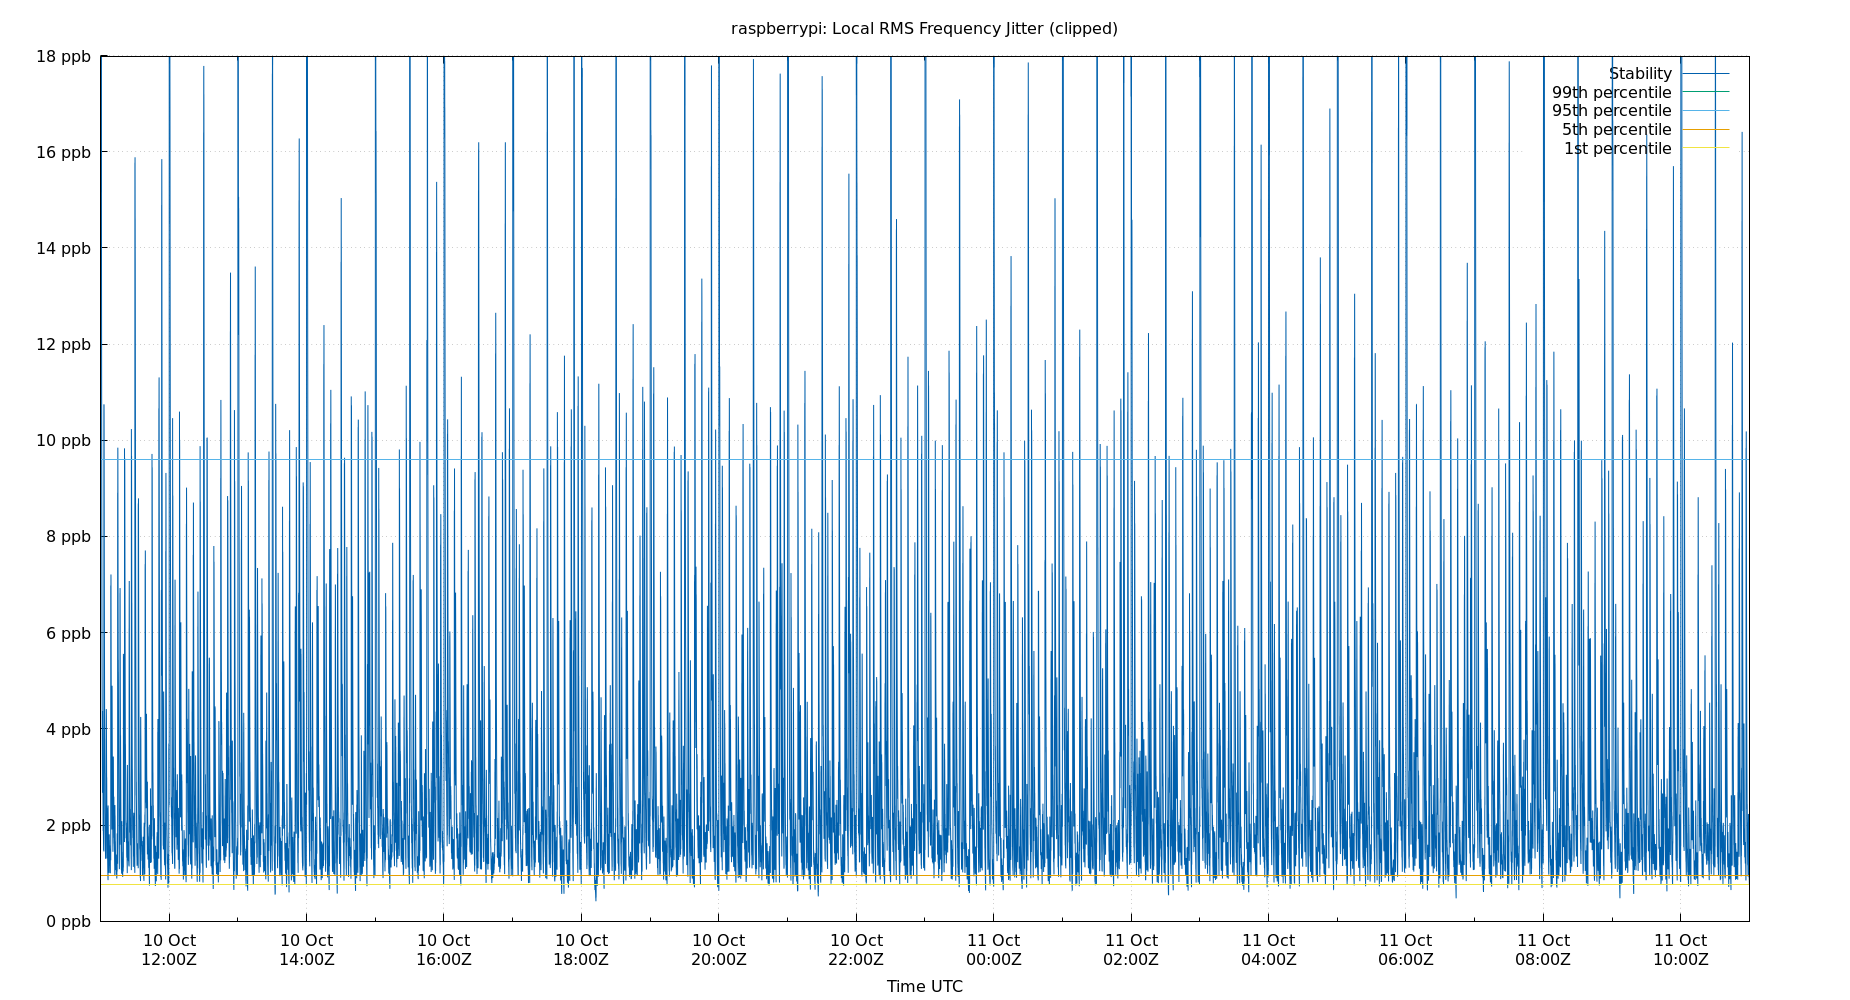 raspberrypi: Local RMS Frequency Jitter (clipped)
18 ppb
16 ppb
14 ppb
12 ppb
10 ppb
8 ppb
6 ppb
4 ppb
2 ppb
0 ppb
Stability
99th percentile
95th percentile
5th percentile
1st percentile
10 Oct
12:00Z
10 Oct
14:00Z
10 Oct
16:00Z
10 Oct
18:00Z
10 Oct
20:00Z
10 Oct
22:00Z
11 Oct
00:00Z
11 Oct
02:00Z
11 Oct
04:00Z
11 Oct
06:00Z
11 Oct
08:00Z
11 Oct
10:00Z
Time UTC